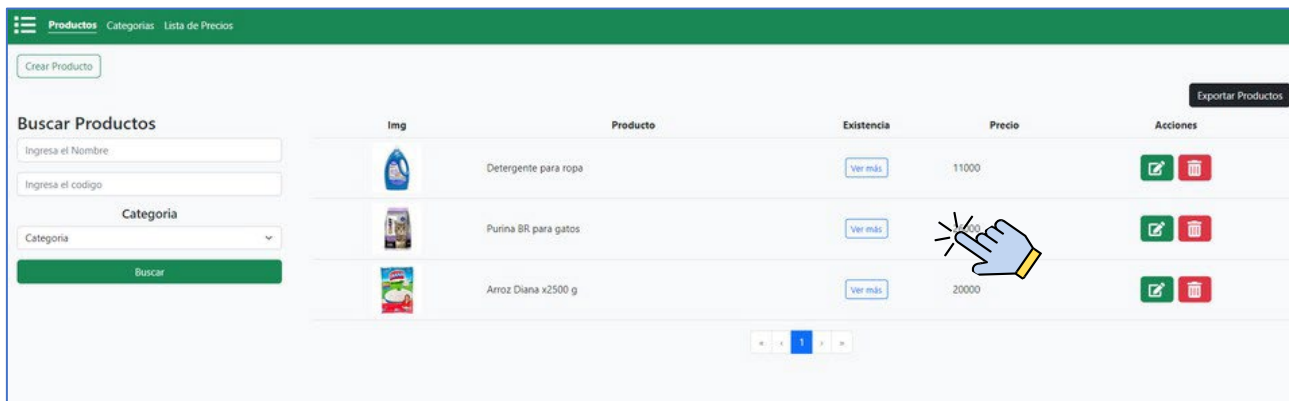 Productos Categorias Lista de Precios
Crear Producto
Exportar Productos
Buscar Productos
Img Producto Existencia Precio Acciones
Ingresa el Nombre
Detergente para ropa Ver más 11000
Ingresa el codigo
Categoria
Purina BR para gatos Ver más
Categoria
Buscar
Arroz Diana x2500 g Ver más 20000
« ‹ 1 › »